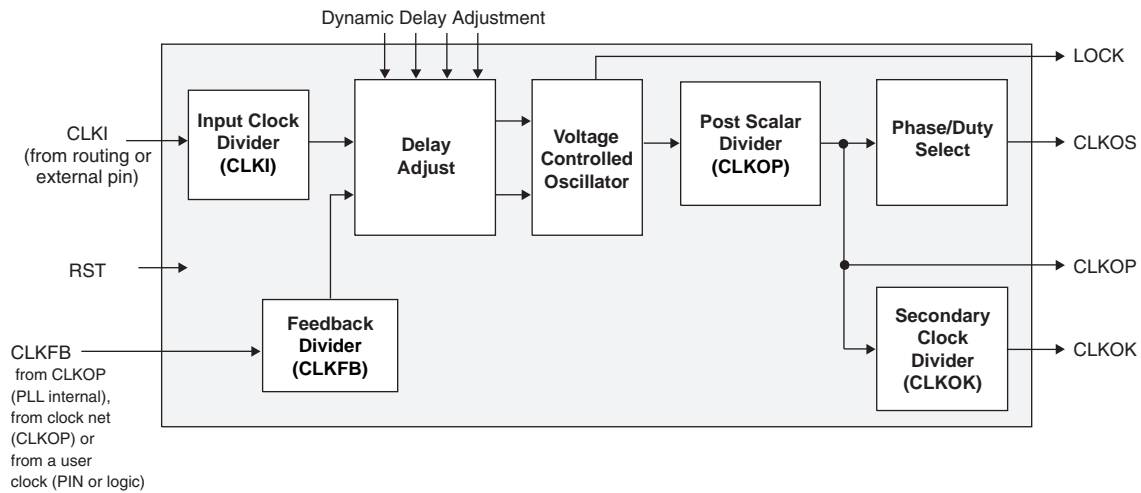 Dynamic Delay Adjustment
LOCK
CLKI
(from routing or
external pin)
Input Clock
Divider
(CLKI)
Delay
Adjust
Voltage
Controlled
Oscillator
Post Scalar
Divider
(CLKOP)
Phase/Duty
Select
CLKOS
RST
CLKOP
CLKFB
from CLKOP
(PLL internal),
from clock net
(CLKOP) or
from a user
clock (PIN or logic)
Feedback
Divider
(CLKFB)
Secondary
Clock
Divider
(CLKOK)
CLKOK